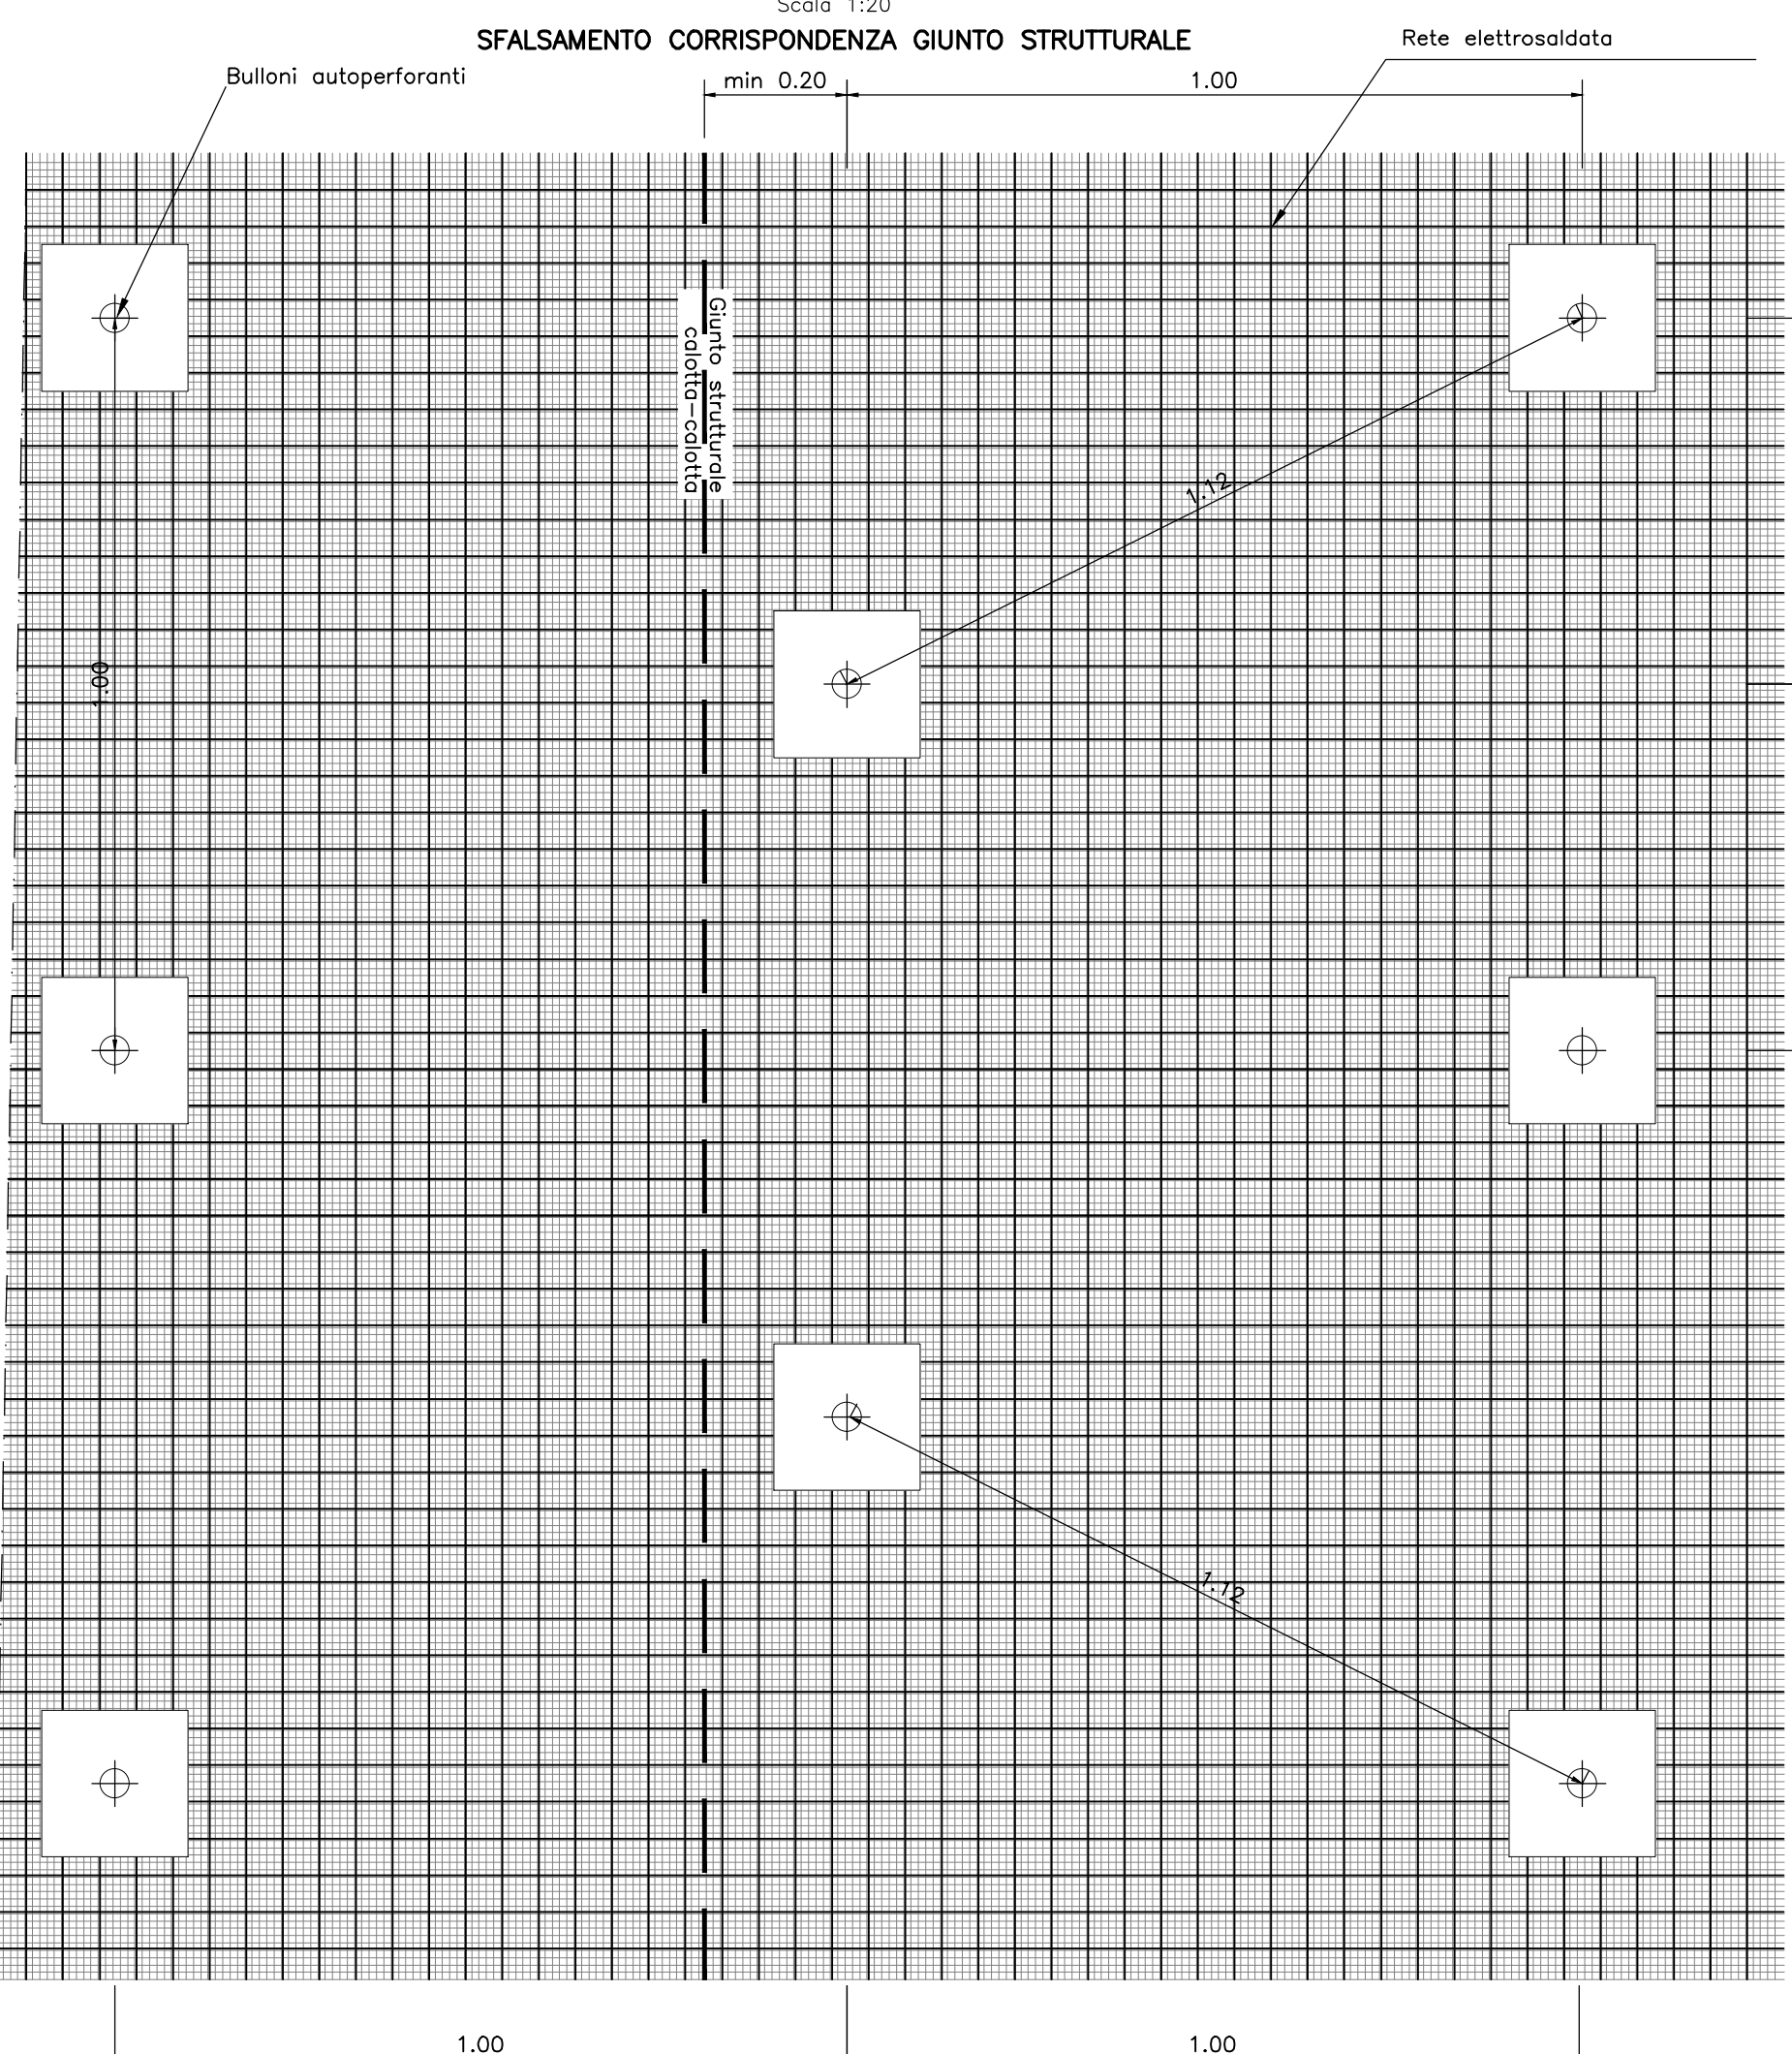 Scala 1:20
SFALSAMENTO CORRISPONDENZA GIUNTO STRUTTURALE
Rete elettrosaldata
Bulloni autoperforanti
min 0.20
1.00
Giunto strutturale
calotta-calotta
1.12
1.00
1.12
1.00
1.00